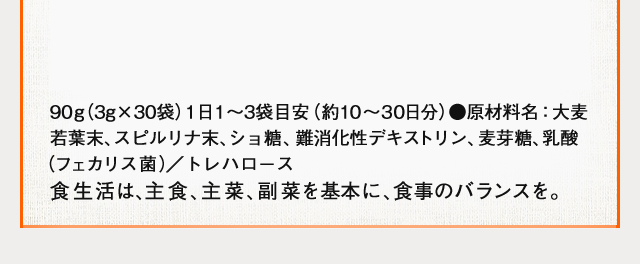 90g（3g×30袋）1日1～3袋目安（約10～30日分）●原材料名：大麦
若葉末、スピルリナ末、ショ糖、難消化性デキストリン、麦芽糖、乳酸
（フェカリス菌）／トレハロース
食生活は、主食、主菜、副菜を基本に、食事のバランスを。